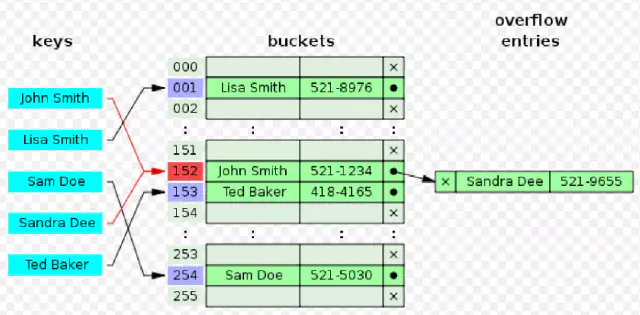 keys
buckets
overflow
entries
John Smith
Lisa Smith
Sam Doe
Sandra Dee
Ted Baker
000 ×
001 Lisa Smith 521-8976 •
002 ×
: : : :
151 ×
152 John Smith 521-1234 •
153 Ted Baker 418-4165 •
154 ×
: : : :
253 ×
254 Sam Doe 521-5030 •
255 ×
× Sandra Dee 521-9655